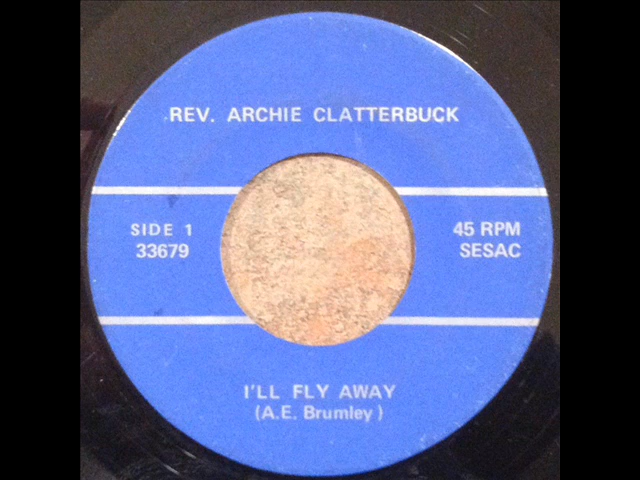 REV. ARCHIE CLATTERBUCK
SIDE 1
33679
45 RPM
SESAC
I'LL FLY AWAY
(A.E. Brumley)